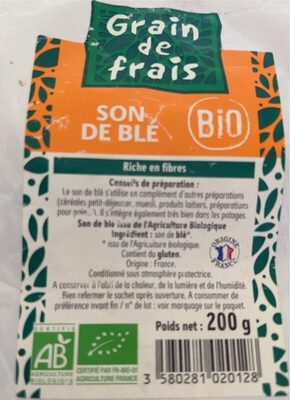 Grain
de
frais
SON
DE BLÉ
BiO
Riche en fibres
Conseils de préparation :
Le son de blé s'utilise en complément d'autres préparations
(céréales petit-déjeuner, muesli, produits laitiers, préparations
pour pain...). Il s'intègre également très bien dans les potages.
Son de blé issu de l'Agriculture Biologique
Ingrédient : son de blé*.
* issu de l'Agriculture Biologique.
Contient du gluten.
Origine : France.
Conditionné sous atmosphère protectrice.
A conserver à l'abri de la chaleur, de la lumière et de l'humidité.
Bien refermer le sachet après ouverture. A consommer de
préférence avant fin / n° de lot : voir marquage sur le paquet.
ORIGINE
FRANCE
Poids net : 200 g
CERTIFIÉ
AB
AGRICULTURE
BIOLOGIQUE
CERTIFIÉ PAR FR-BIO-01
AGRICULTURE FRANCE
3 580281 020128